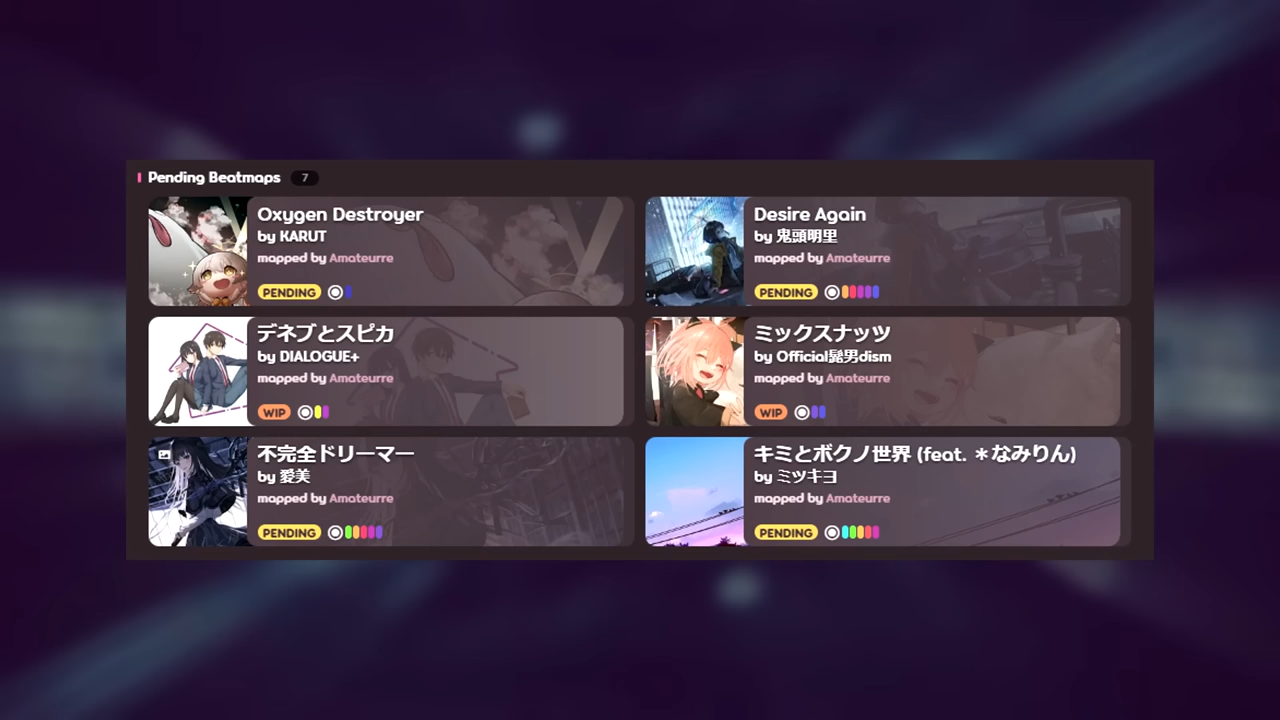 Pending Beatmaps 7
Oxygen Destroyer
by KARUT
mapped by Amateurre
PENDING
Desire Again
by 鬼頭明里
mapped by Amateurre
PENDING
デネブとスピカ
by DIALOGUE+
mapped by Amateurre
WIP
ミックスナッツ
by Official髭男dism
mapped by Amateurre
WIP
不完全ドリーマー
by 愛美
mapped by Amateurre
PENDING
キミとボクノ世界 (feat. ＊なみりん)
by ミツキヨ
mapped by Amateurre
PENDING